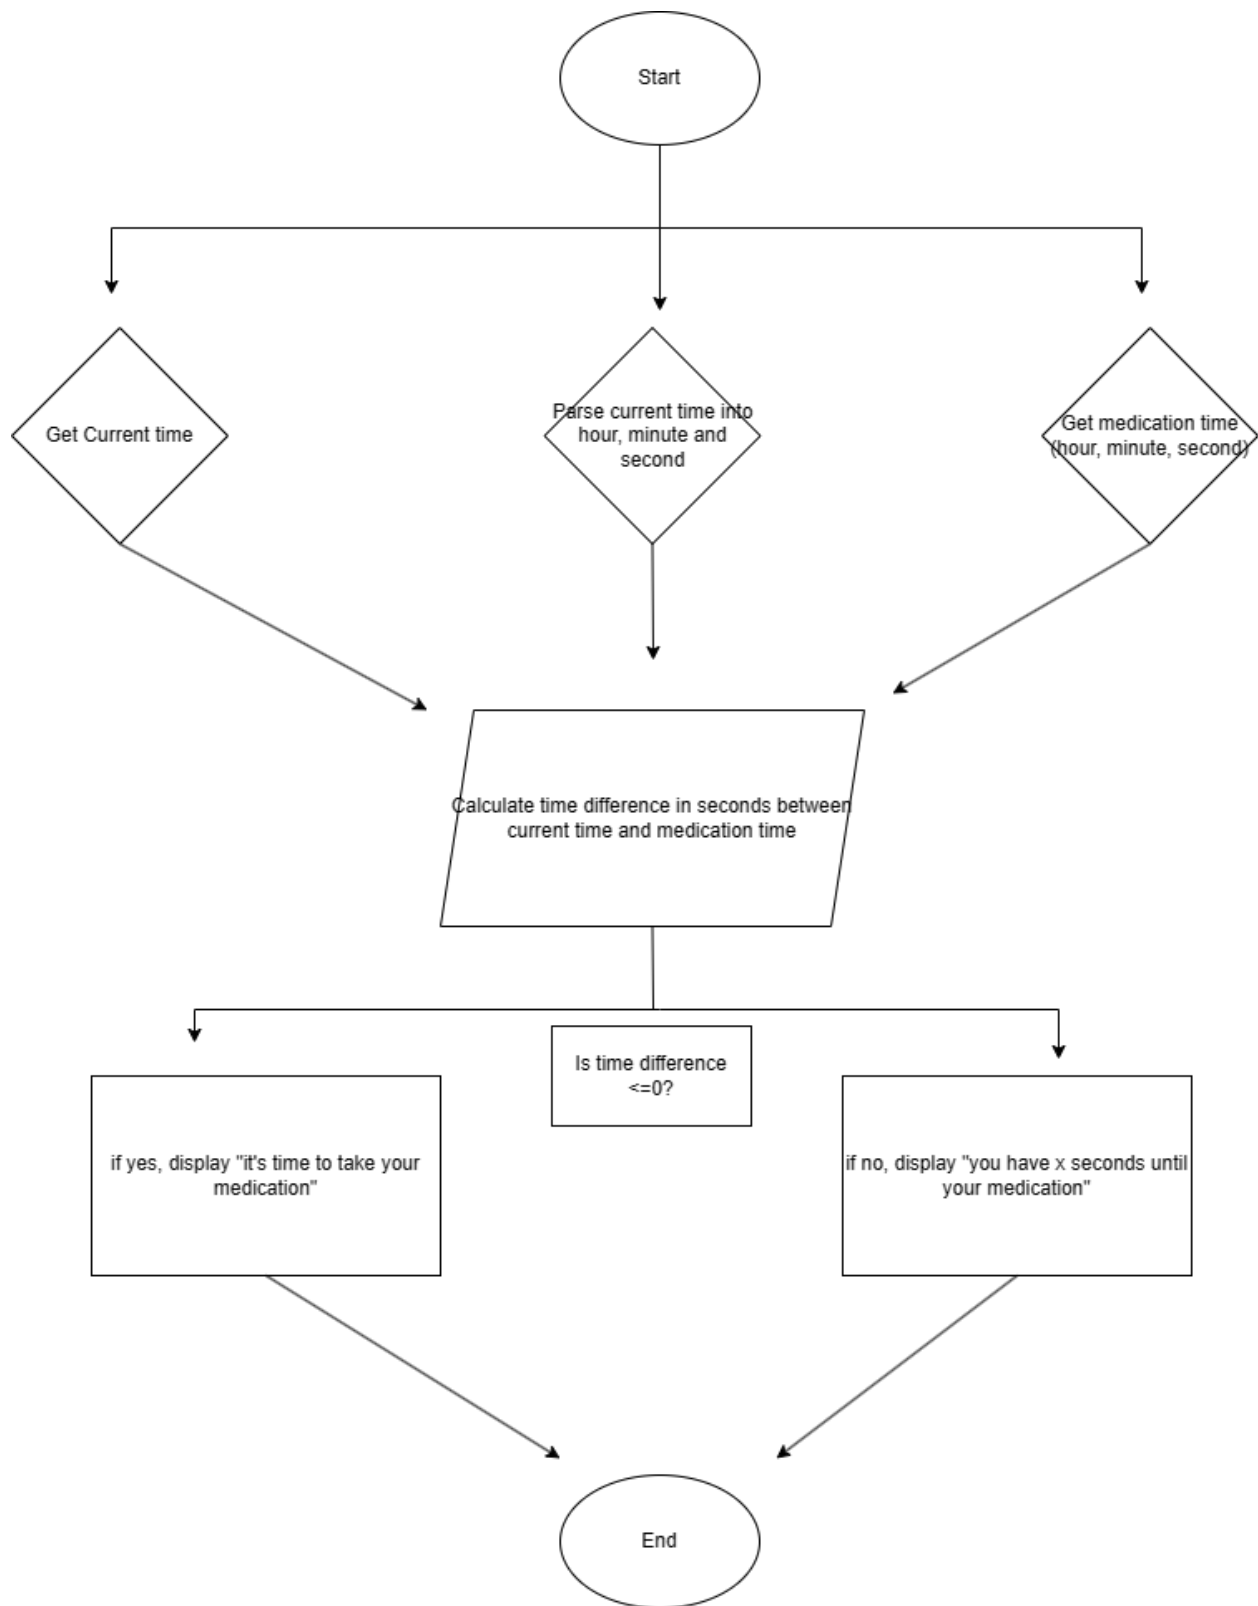 Start
Get Current time
Parse current time into
hour, minute and
second
Get medication time
(hour, minute, second)
Calculate time difference in seconds between
current time and medication time
Is time difference
<=0?
if yes, display "it's time to take your
medication"
if no, display "you have x seconds until
your medication"
End